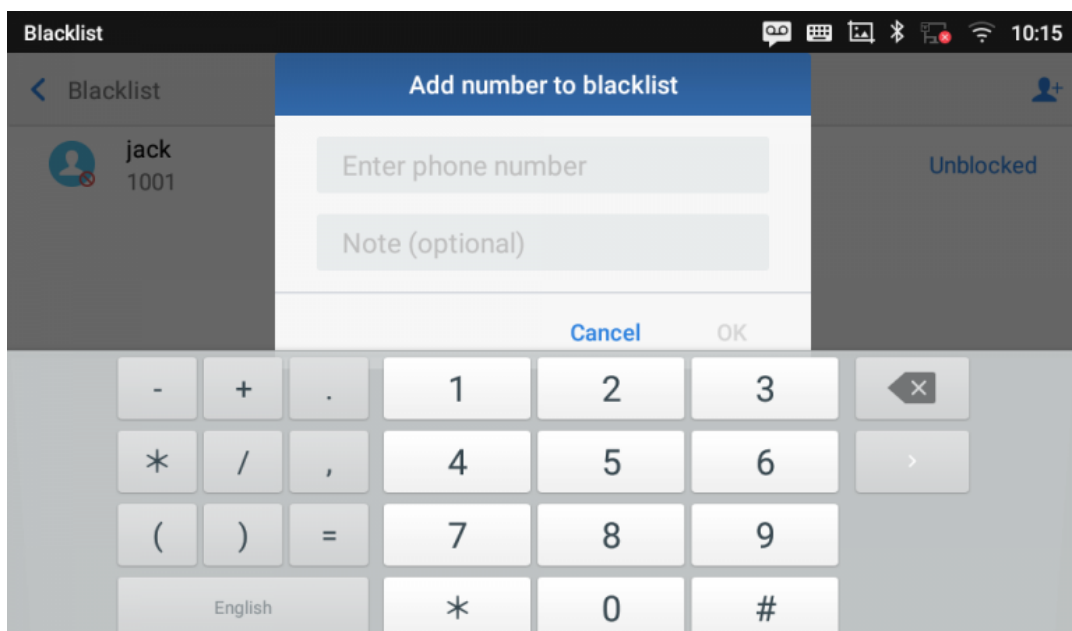 Blacklist 10:15
Add number to blacklist
Blacklist
jack
1001
Unblocked
Enter phone number
Note (optional)
Cancel OK
- + . 1 2 3
* / , 4 5 6 >
( ) = 7 8 9
English * 0 #